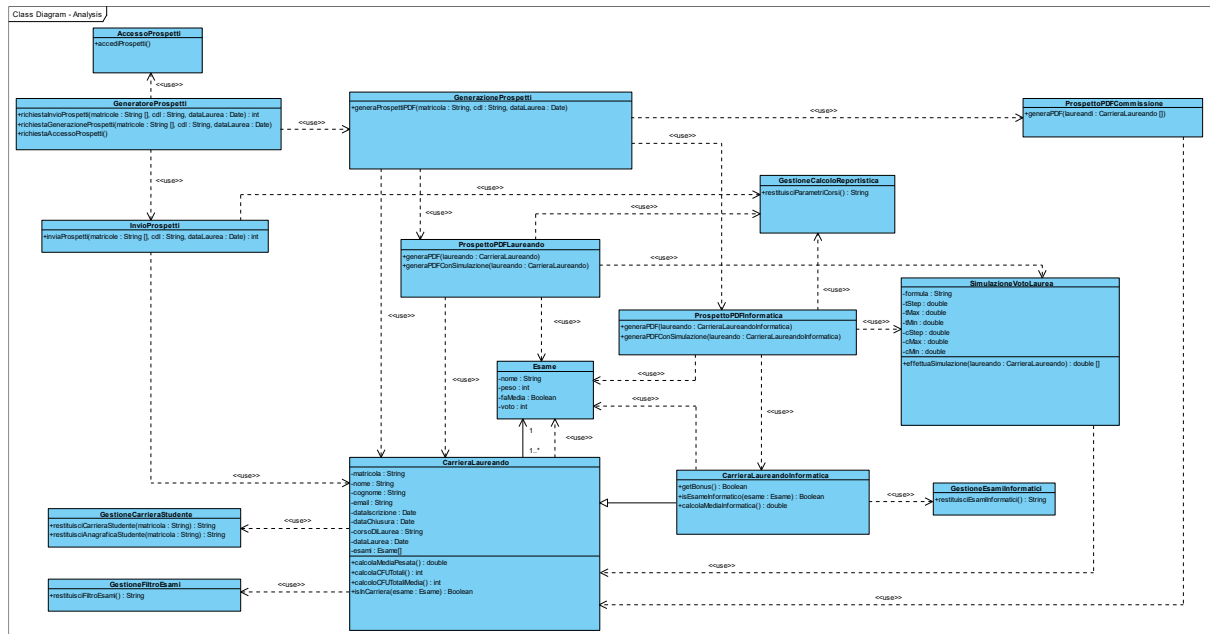 Class Diagram - Analysis
AccessoProspetti
+accediProspetti()
<<use>>
GeneratoreProspetti
+richiestaInvioProspetti(matricole : String [], cdl : String, dataLaurea : Date) : int
+richiestaGenerazioneProspetti(matricole : String [], cdl : String, dataLaurea : Date)
+richiestaAccessoProspetti()
<<use>>
GenerazioneProspetti
+generaProspettiPDF(matricola : String, cdl : String, dataLaurea : Date)
<<use>>
<<use>>
ProspettoPDFCommissione
+generaPDF(laureandi : CarrieraLaureando [])
<<use>>
<<use>>
GestioneCalcoloReportistica
+restituisciParametriCorsi() : String
InvioProspetti
+inviaProspetti(matricole : String [], cdl : String, dataLaurea : Date) : int
<<use>>
<<use>>
<<use>>
ProspettoPDFLaureando
+generaPDF(laureando : CarrieraLaureando)
+generaPDFConSimulazione(laureando : CarrieraLaureando)
<<use>>
<<use>>
SimulazioneVotoLaurea
-formula : String
-tStep : double
-tMax : double
-tMin : double
-cStep : double
-cMax : double
-cMin : double
+effettuaSimulazione(laureando : CarrieraLaureando) : double []
ProspettoPDFInformatica
+generaPDF(laureando : CarrieraLaureandoInformatica)
+generaPDFConSimulazione(laureando : CarrieraLaureandoInformatica)
<<use>>
<<use>>
<<use>>
Esame
-nome : String
-peso : int
-faMedia : Boolean
-voto : int
<<use>>
<<use>>
<<use>>
<<use>>
1
1..*
<<use>>
<<use>>
CarrieraLaureando
-matricola : String
-nome : String
-cognome : String
-email : String
-dataIscrizione : Date
-dataChiusura : Date
-corsoDiLaurea : String
-dataLaurea : Date
-esami : Esame[]
+calcolaMediaPesata() : double
+calcoloCFUTotali() : int
+calcoloCFUTotaliMedia() : int
+isInCarriera(esame : Esame) : Boolean
CarrieraLaureandoInformatica
+getBonus() : Boolean
+isEsameInformatico(esame : Esame) : Boolean
+calcolaMediaInformatica() : double
<<use>>
GestioneEsamiInformatici
+restituisciEsamiInformatici() : String
GestioneCarrieraStudente
+restituisciCarrieraStudente(matricola : String) : String
+restituisciAnagraficaStudente(matricola : String) : String
<<use>>
<<use>>
GestioneFiltroEsami
+restituisciFiltroEsami() : String
<<use>>
<<use>>